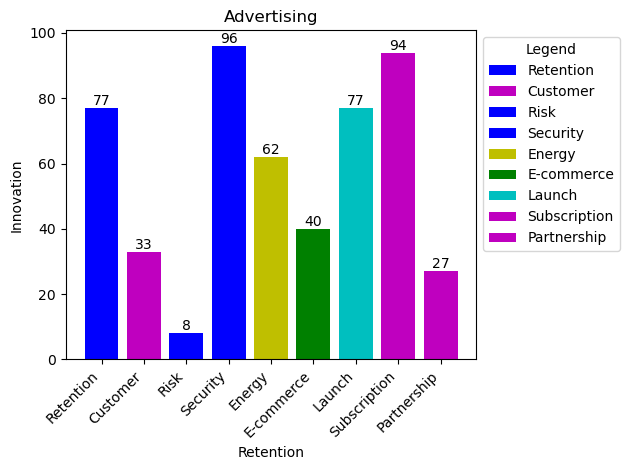 Advertising
Innovation
100
80
60
40
20
0
77
33
8
96
62
40
77
94
27
Retention
Customer
Risk
Security
Energy
E-commerce
Launch
Subscription
Partnership
Retention
Legend
Retention
Customer
Risk
Security
Energy
E-commerce
Launch
Subscription
Partnership